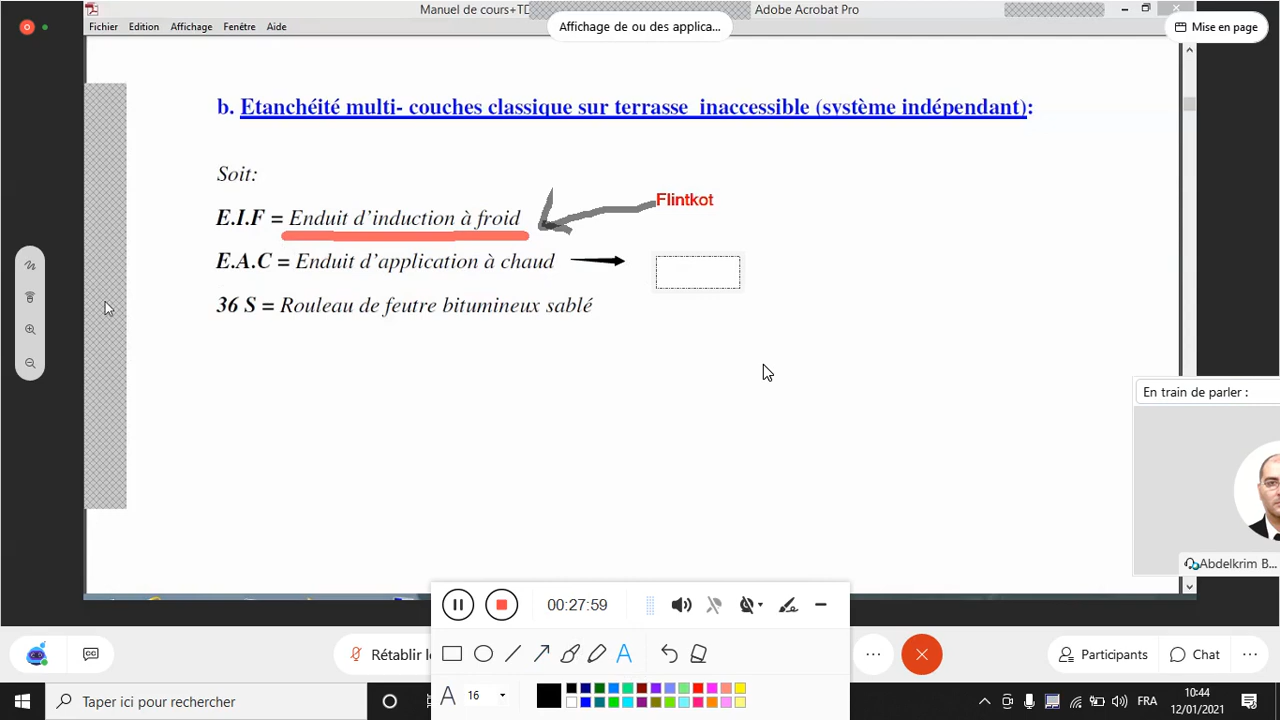 Manuel de cours+TD
Adobe Acrobat Pro
Affichage de ou des applica...
Mise en page
Fichier Edition Affichage Fenêtre Aide
b. Etanchéité multi- couches classique sur terrasse inaccessible (système indépendant):
Soit:
Flintkot
E.I.F = Enduit d'induction à froid
E.A.C = Enduit d'application à chaud
36 S = Rouleau de feutre bitumineux sablé
En train de parler :
Abdelkrim B...
00:27:59
Rétablir le
CC
Participants
Chat
A
A 16
Taper ici pour rechercher
FRA
10:44
12/01/2021